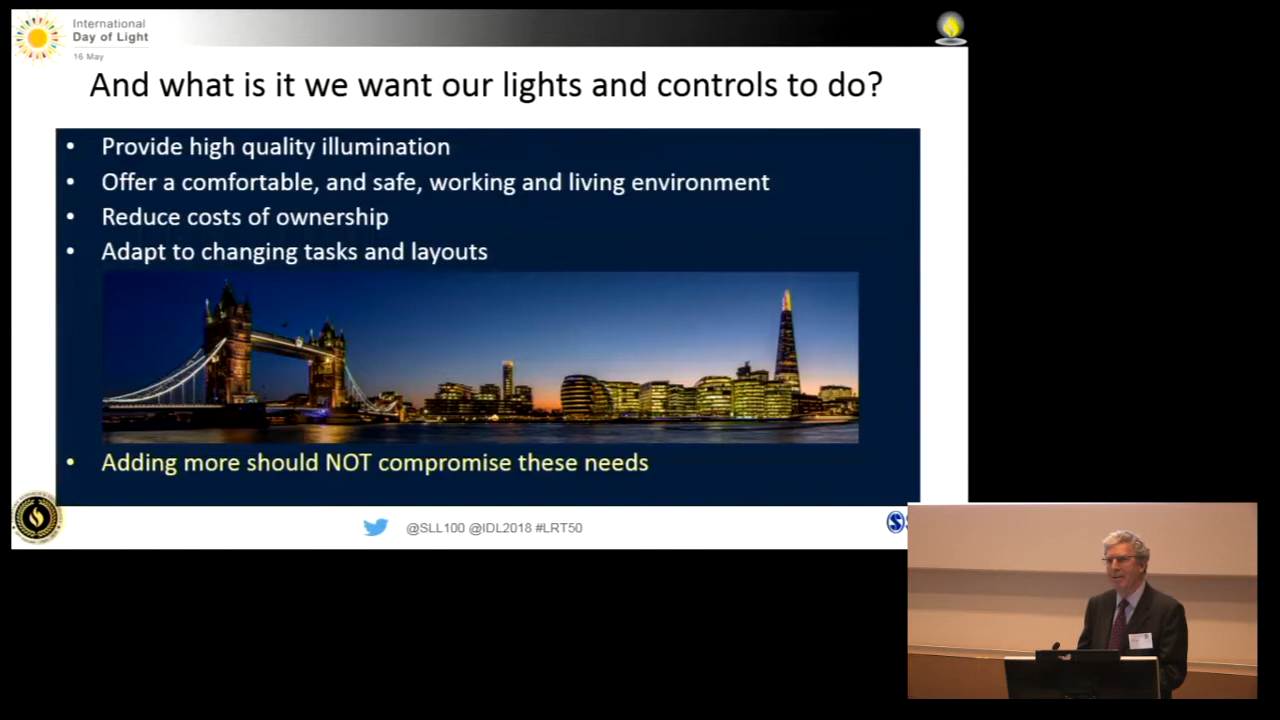 International
Day of Light
16 May
And what is it we want our lights and controls to do?
• Provide high quality illumination
• Offer a comfortable, and safe, working and living environment
• Reduce costs of ownership
• Adapt to changing tasks and layouts
• Adding more should NOT compromise these needs
@SLL100 @IDL2018 #LRT50